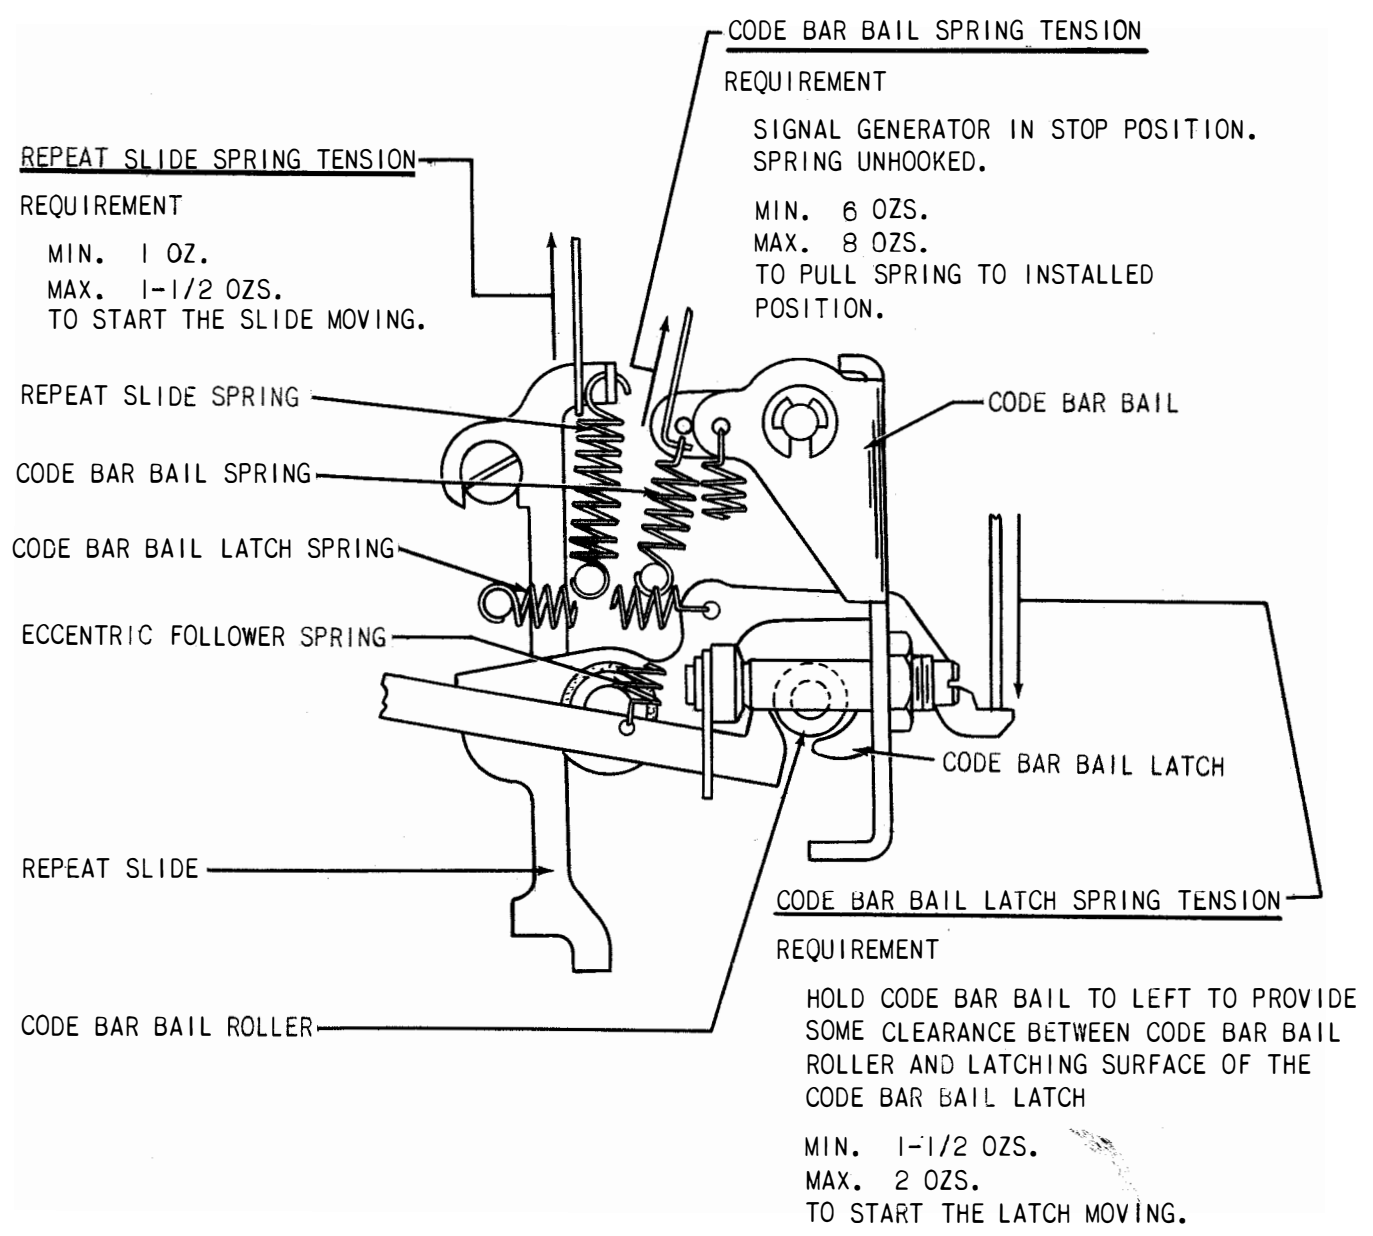 CODE BAR BAIL SPRING TENSION
REQUIREMENT
SIGNAL GENERATOR IN STOP POSITION.
SPRING UNHOOKED.
MIN. 6 OZS.
MAX. 8 OZS.
TO PULL SPRING TO INSTALLED
POSITION.
REPEAT SLIDE SPRING TENSION
REQUIREMENT
MIN. 1 OZ.
MAX. 1-1/2 OZS.
TO START THE SLIDE MOVING.
REPEAT SLIDE SPRING
CODE BAR BAIL
CODE BAR BAIL SPRING
CODE BAR BAIL LATCH SPRING
ECCENTRIC FOLLOWER SPRING
CODE BAR BAIL LATCH
REPEAT SLIDE
CODE BAR BAIL ROLLER
CODE BAR BAIL LATCH SPRING TENSION
REQUIREMENT
HOLD CODE BAR BAIL TO LEFT TO PROVIDE
SOME CLEARANCE BETWEEN CODE BAR BAIL
ROLLER AND LATCHING SURFACE OF THE
CODE BAR BAIL LATCH
MIN. 1-1/2 OZS.
MAX. 2 OZS.
TO START THE LATCH MOVING.